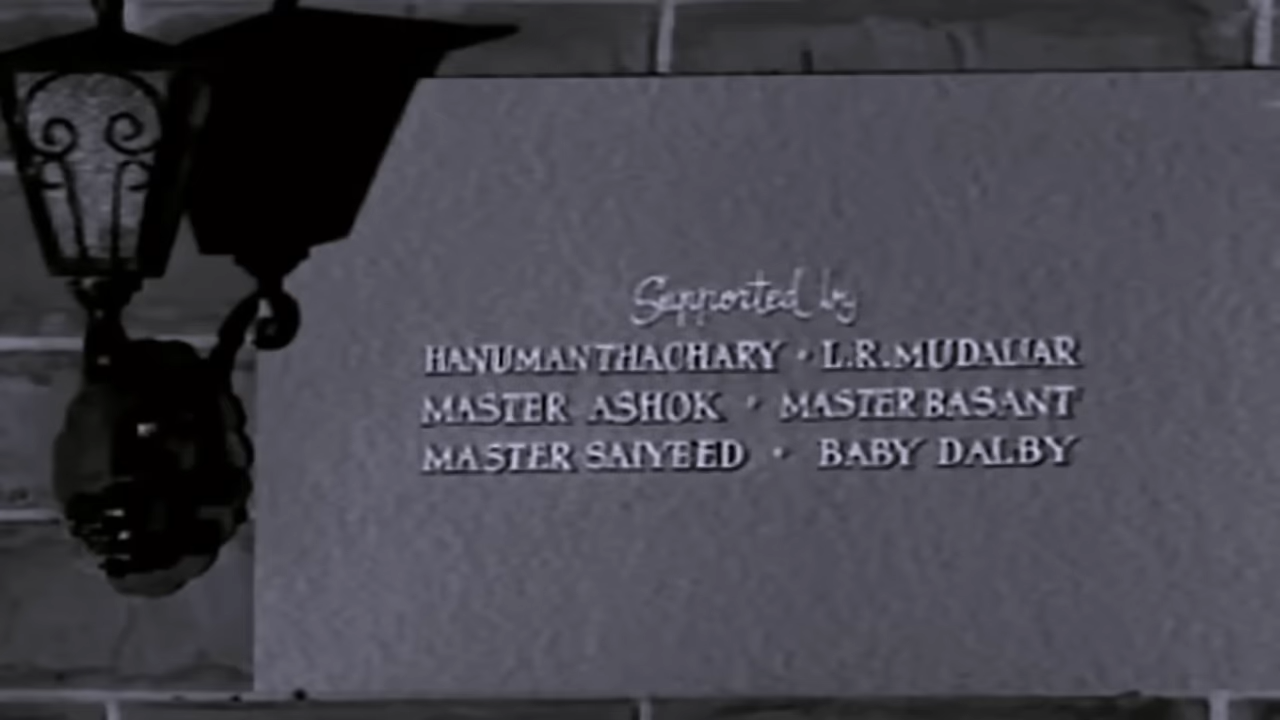 Supported by
HANUMANTHACHARY • L.R. MUDALIAR
MASTER ASHOK • MASTER BASANT
MASTER SAIYEED • BABY DALBY